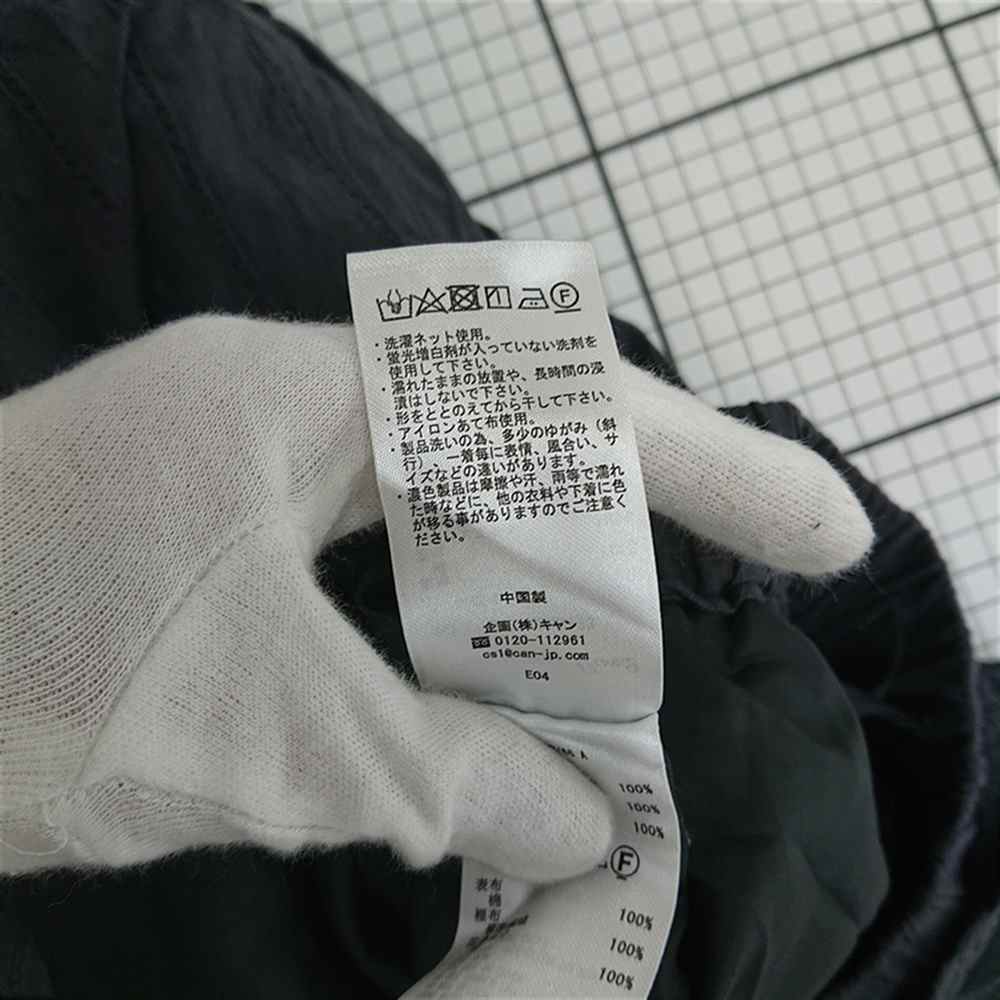 ・洗濯ネット使用。
・蛍光増白剤が入っていない洗剤を
使用して下さい。
・濡れたままの放置や、長時間の浸
漬はしないで下さい。
・形をととのえてから干して下さい。
・アイロンあて布使用。
・製品洗いの為、多少のゆがみ（斜
行）、一着毎に表情、風合い、サ
イズなどの違いがあります。
・濃色製品は摩擦や汗、雨等で濡れ
た時などに、他の衣料や下着に色
が移る事がありますのでご注意く
ださい。
中国製
企画(株)キャン
0120-112961
cs1@can-jp.com
E04
A
100%
100%
100%
F
表布
綿
100%
100%
100%